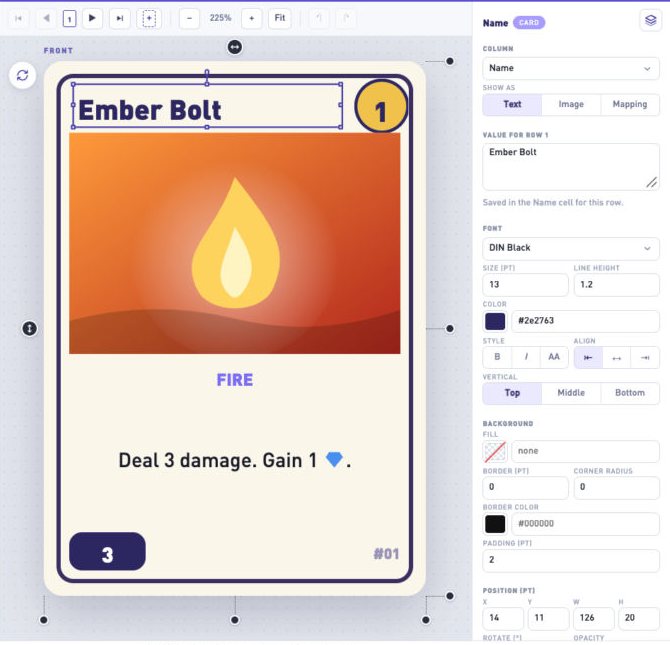 1
225%
Fit
FRONT
Ember Bolt
1
FIRE
Deal 3 damage. Gain 1 .
3
#01
Name CARD
COLUMN
Name
SHOW AS
Text Image Mapping
VALUE FOR ROW 1
Ember Bolt
Saved in the Name cell for this row.
FONT
DIN Black
SIZE (PT) LINE HEIGHT
13 1.2
COLOR
#2e2763
STYLE ALIGN
B I AA
VERTICAL
Top Middle Bottom
BACKGROUND
FILL
none
BORDER (PT) CORNER RADIUS
0 0
BORDER COLOR
#000000
PADDING (PT)
2
POSITION (PT)
X Y W H
14 11 126 20
ROTATE (°) OPACITY